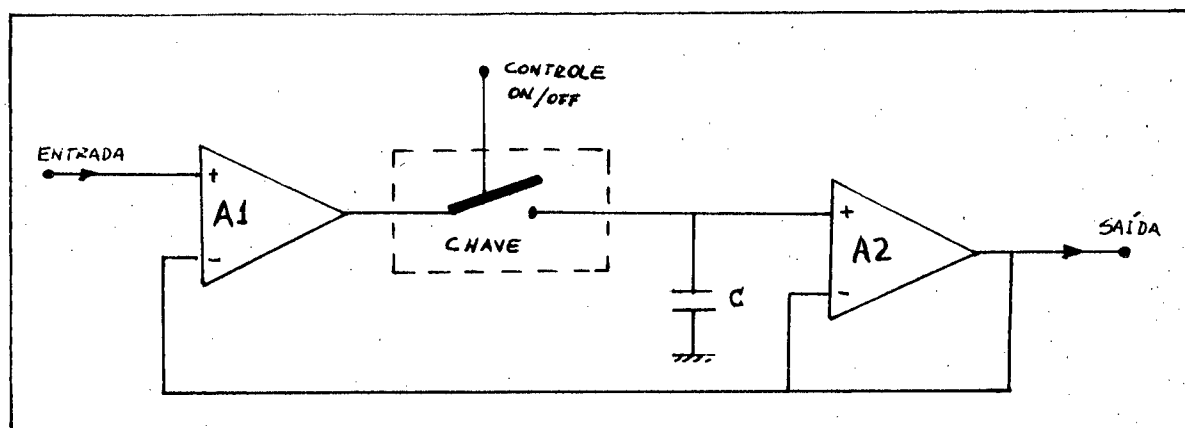 CONTROLE
ON/OFF
ENTRADA
+
A1
-
CHAVE
+
A2
-
SAÍDA
C